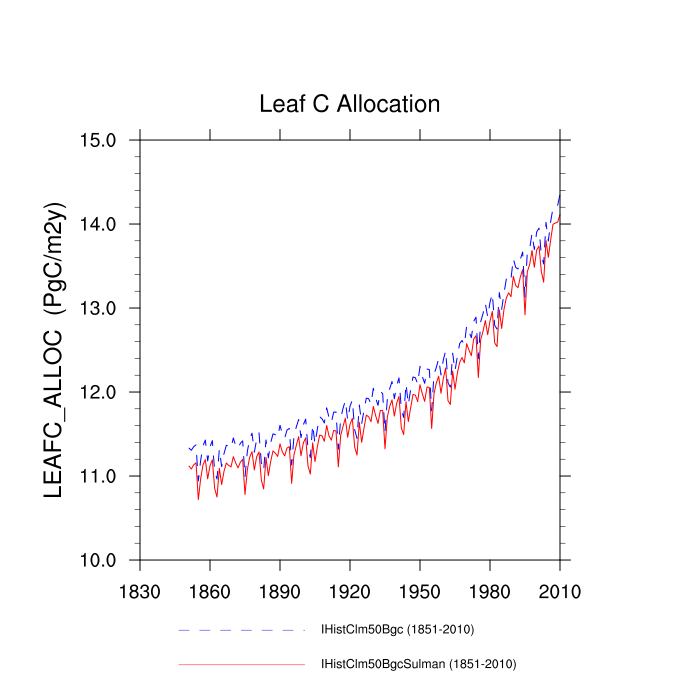 Leaf C Allocation
LEAFC_ALLOC (PgC/m2y)
15.0
14.0
13.0
12.0
11.0
10.0
1830 1860 1890 1920 1950 1980 2010
IHistClm50Bgc (1851-2010)
IHistClm50BgcSulman (1851-2010)